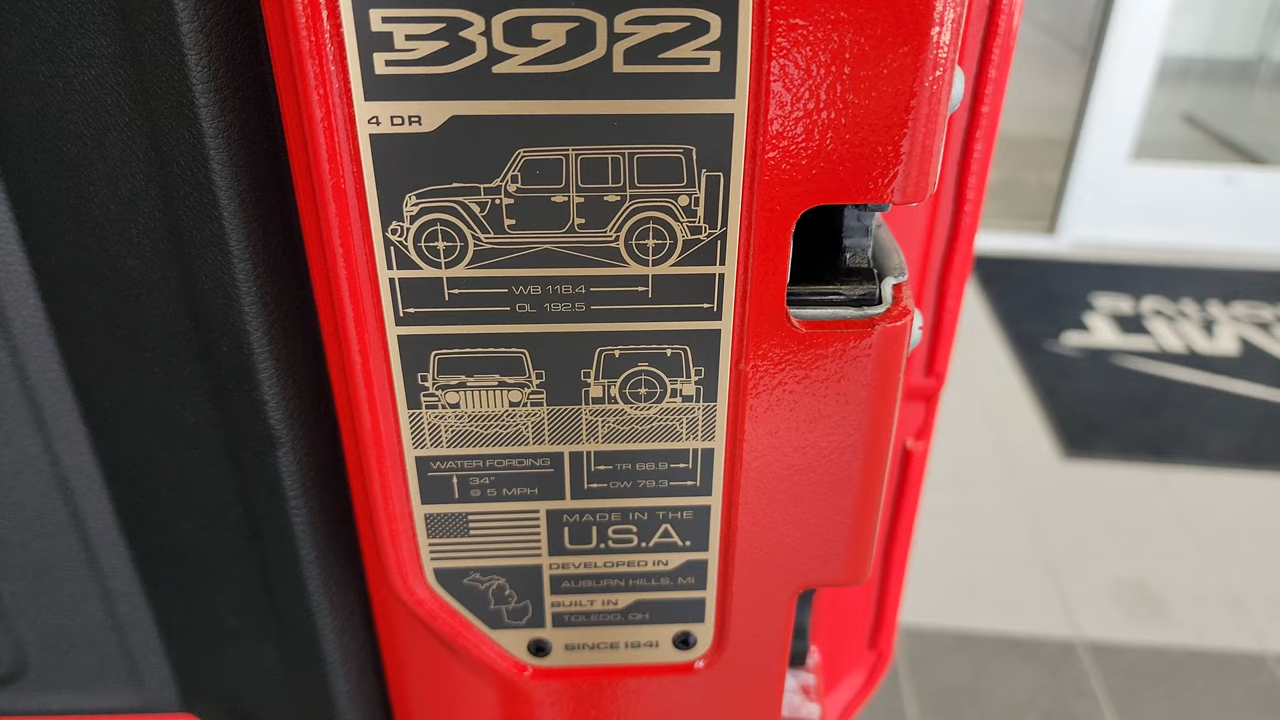 392
4 DR
WB 118.4
OL 192.5
WATER FORDING
34"
@ 5 MPH
TR 66.9
OW 79.3
MADE IN THE
U.S.A.
DEVELOPED IN
AUBURN HILLS, MI
BUILT IN
TOLEDO, OH
SINCE 1941